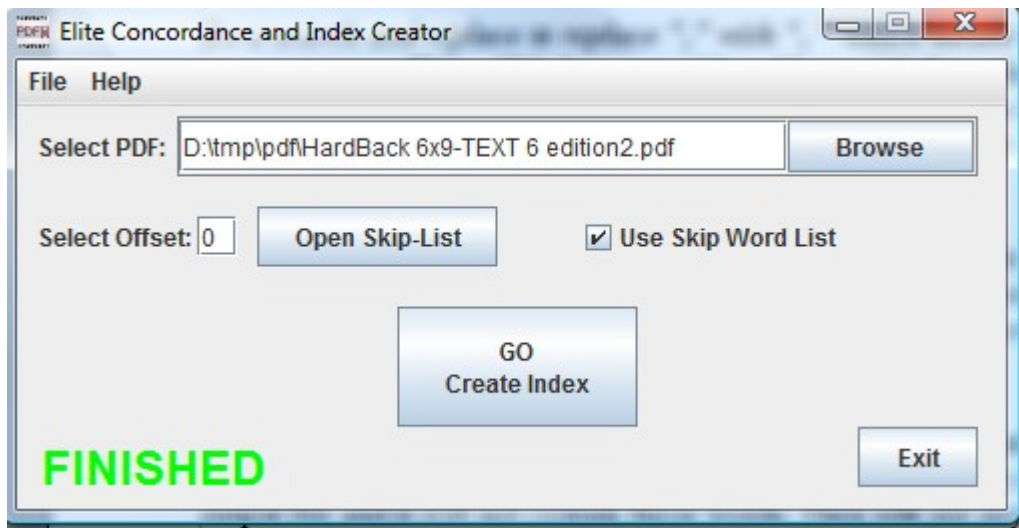 Elite Concordance and Index Creator
File Help
Select PDF: D:\tmp\pdf\HardBack 6x9-TEXT 6 edition2.pdf Browse
Select Offset: 0 Open Skip-List Use Skip Word List
GO
Create Index
FINISHED
Exit